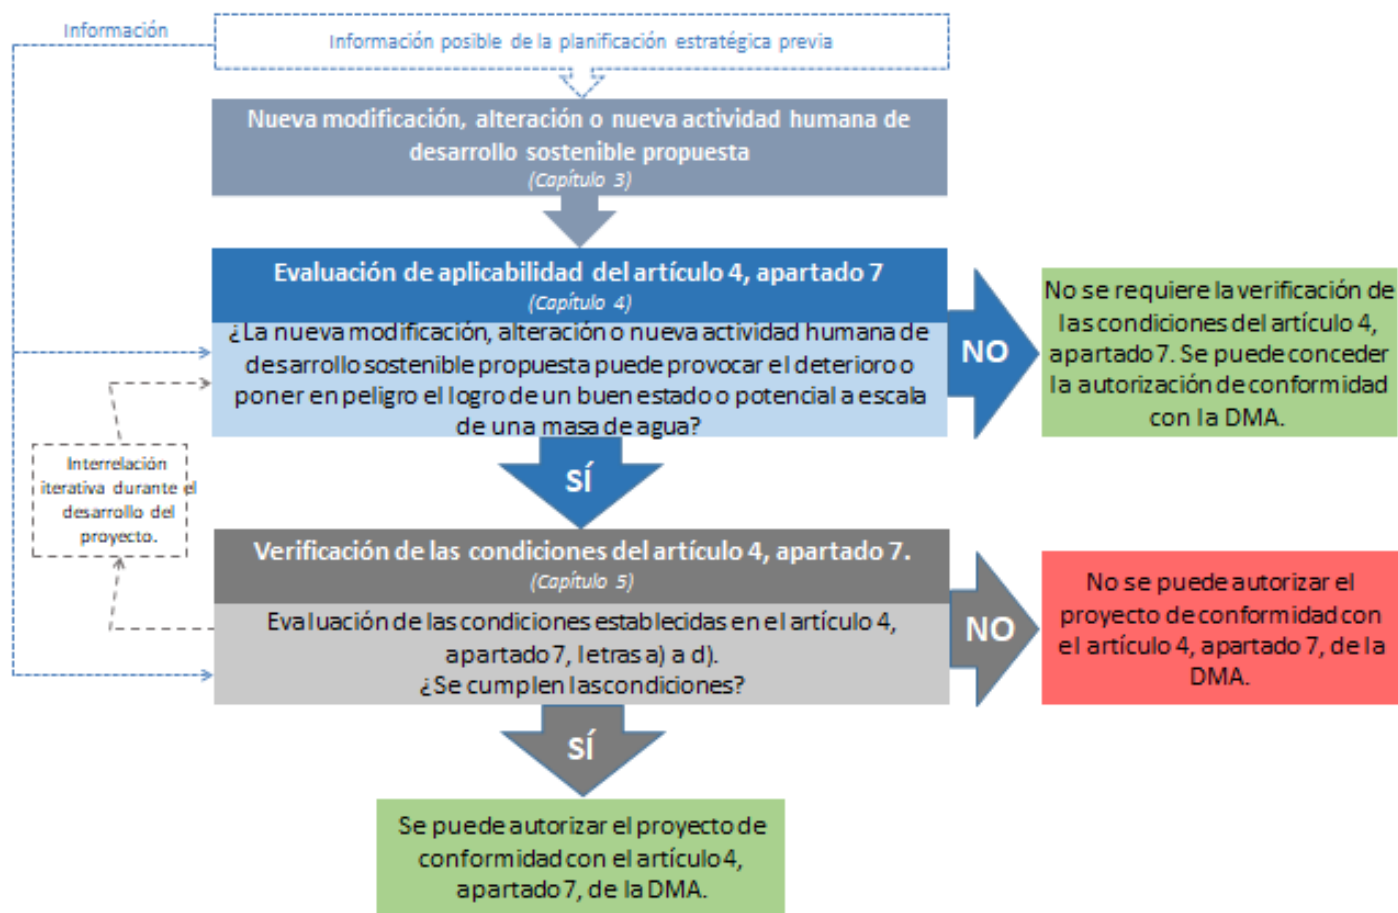 Información
Información posible de la planificación estratégica previa
Nueva modificación, alteración o nueva actividad humana de
desarrollo sostenible propuesta
(Capítulo 3)
Evaluación de aplicabilidad del artículo 4, apartado 7
(Capítulo 4)
¿La nueva modificación, alteración o nueva actividad humana de
desarrollo sostenible propuesta puede provocar el deterioro o
poner en peligro el logro de un buen estado o potencial a escala
de una masa de agua?
NO
No se requiere la verificación de
las condiciones del artículo 4,
apartado 7. Se puede conceder
la autorización de conformidad
con la DMA.
SÍ
Interrelación
iterativa durante el
desarrollo del
proyecto.
Verificación de las condiciones del artículo 4, apartado 7.
(Capítulo 5)
Evaluación de las condiciones establecidas en el artículo 4,
apartado 7, letras a) a d).
¿Se cumplen lascondiciones?
NO
No se puede autorizar el
proyecto de conformidad con
el artículo 4, apartado 7, de la
DMA.
SÍ
Se puede autorizar el proyecto de
conformidad con el artículo 4,
apartado 7, de la DMA.